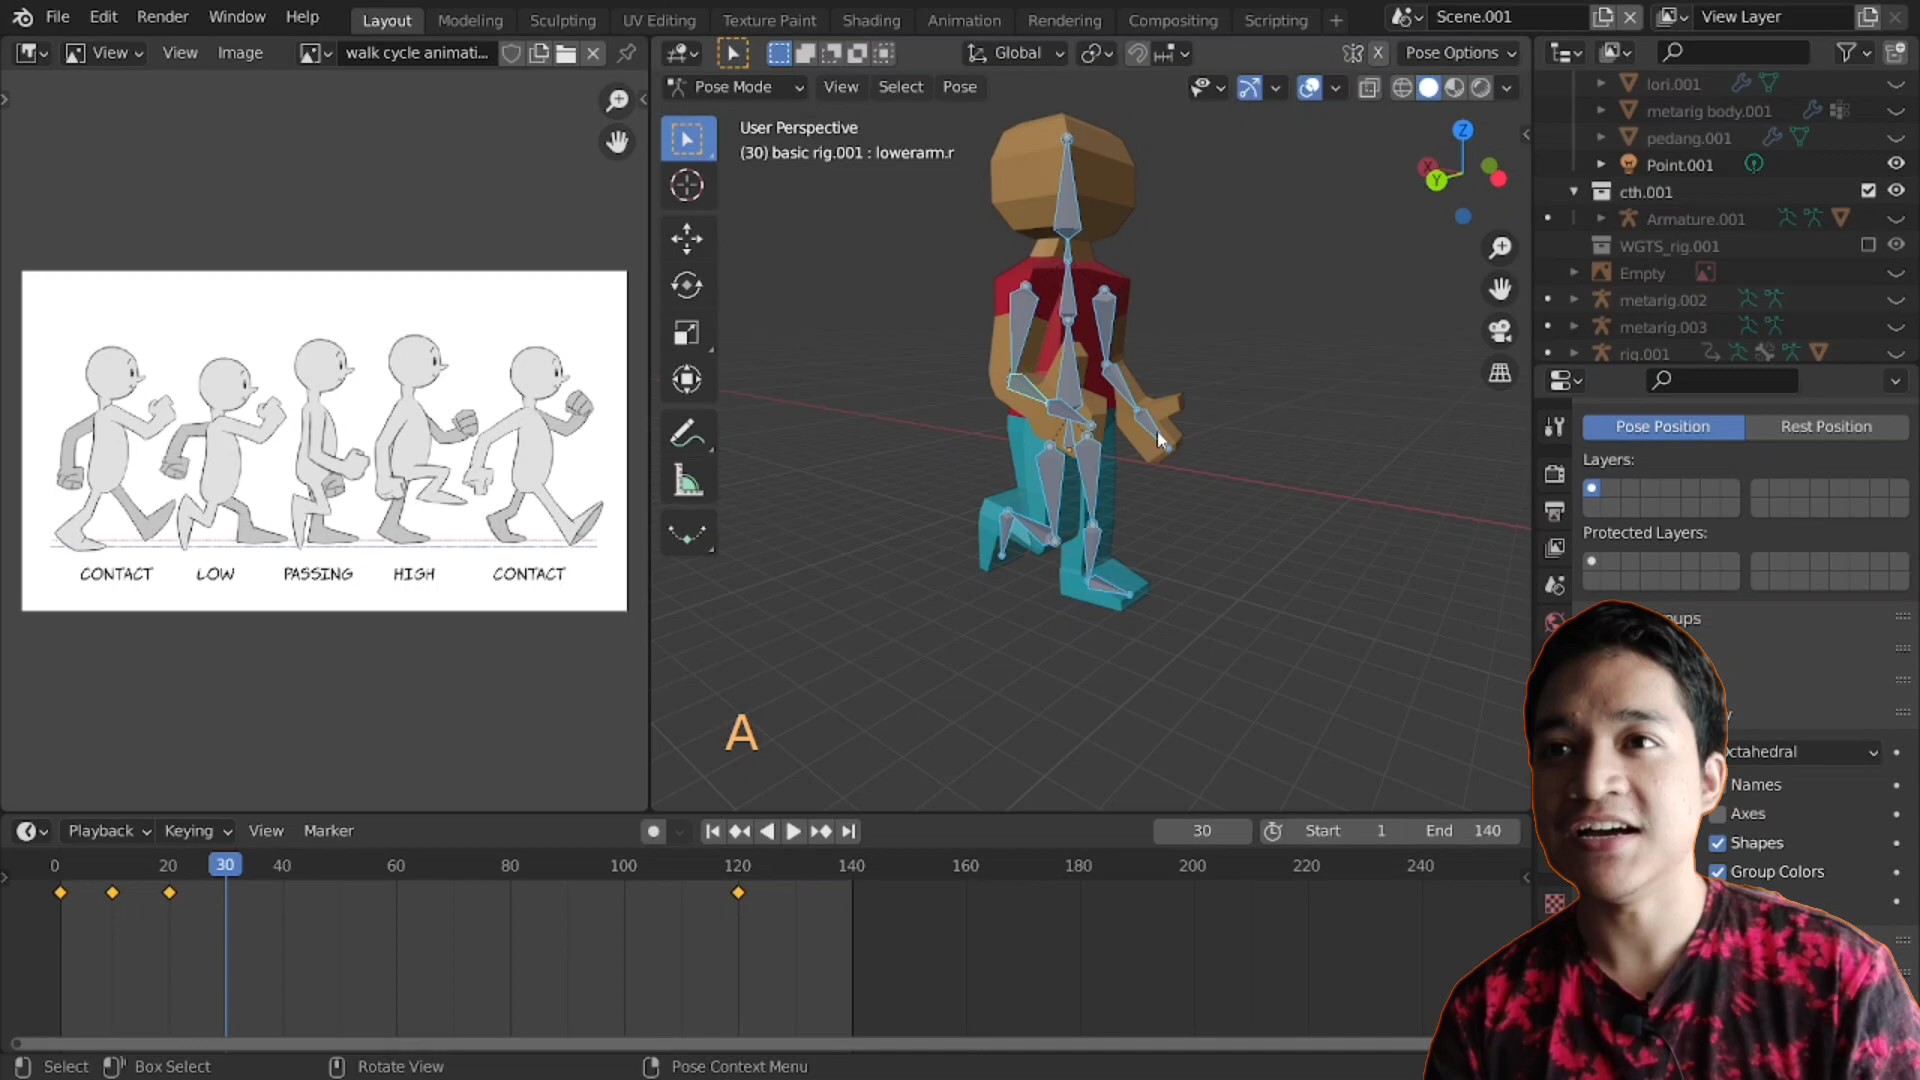 File Edit Render Window Help Layout Modeling Sculpting UV Editing Texture Paint Shading Animation Rendering Compositing Scripting + Scene.001 View Layer
View View Image walk cycle animati... Global Pose Options
Pose Mode View Select Pose
User Perspective
(30) basic rig.001 : lowerarm.r
Z
X
Y
CONTACT LOW PASSING HIGH CONTACT
A
lori.001
metarig body.001
pedang.001
Point.001
cth.001
Armature.001
WGTS_rig.001
Empty
metarig.002
metarig.003
rig.001
Pose Position Rest Position
Layers:
Protected Layers:
oups
ctahedral
Names
Axes
Shapes
Group Colors
Playback Keying View Marker 30 Start 1 End 140
0 20 30 40 60 80 100 120 140 160 180 200 220 240
Select Box Select Rotate View Pose Context Menu